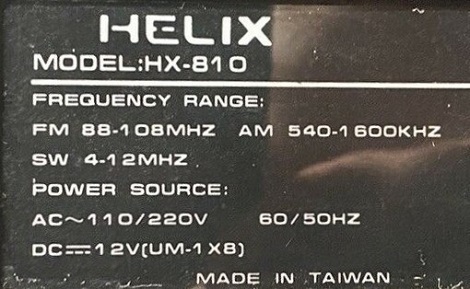 HELIX
MODEL:HX-810
FREQUENCY RANGE:
FM 88-108MHZ AM 540-1600KHZ
SW 4-12MHZ
POWER SOURCE:
AC~110/220V 60/50HZ
DC⎓12V(UM-1X8)
MADE IN TAIWAN